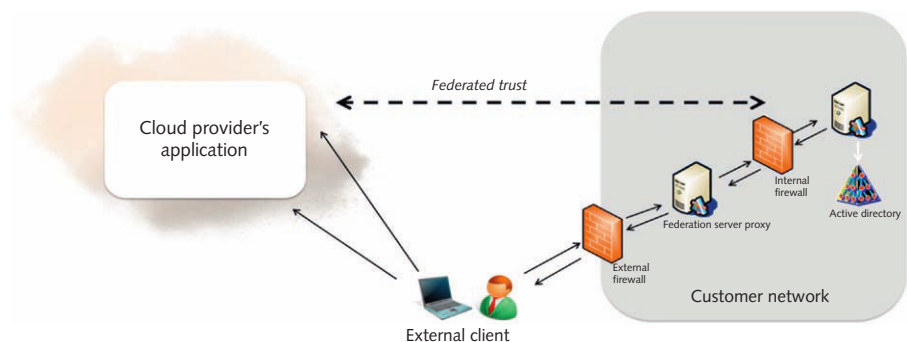 Federated trust
Cloud provider's
application
Internal
firewall
Active directory
Federation server proxy
External
firewall
Customer network
External client